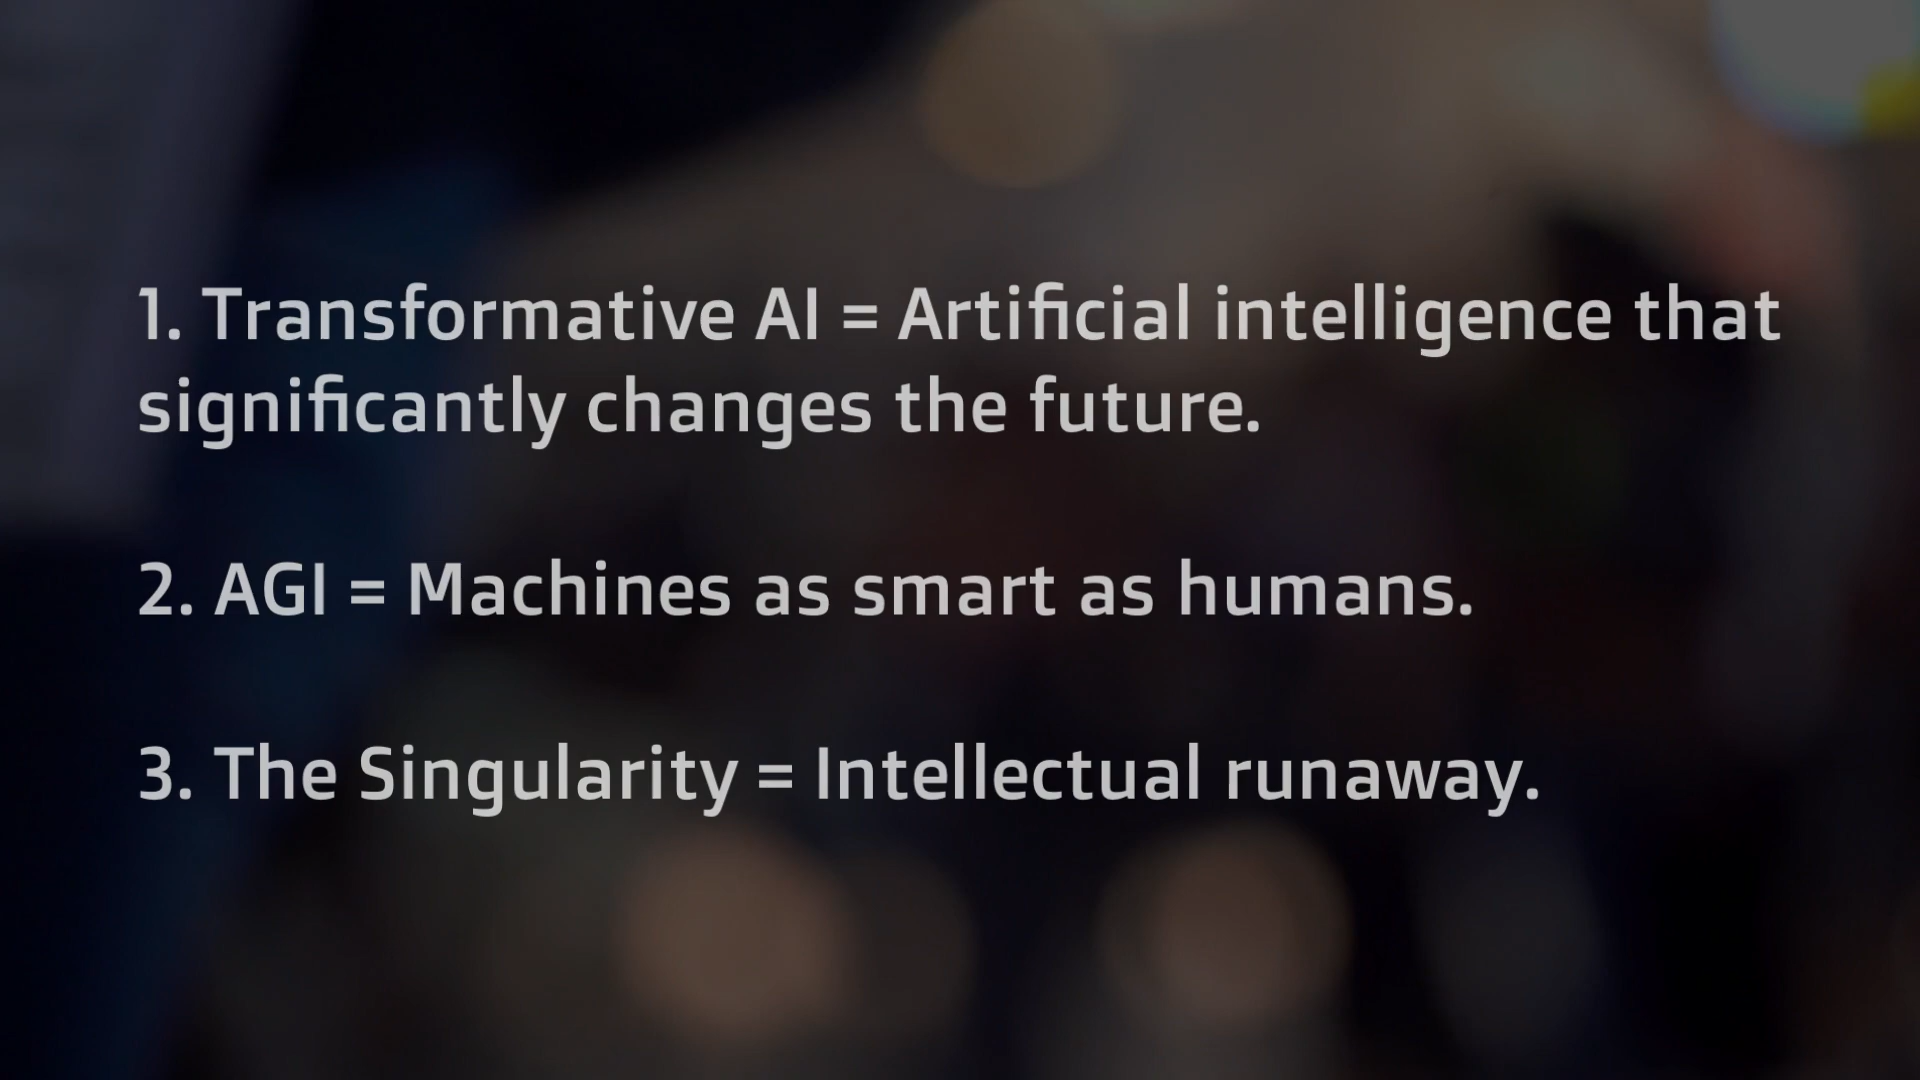 1. Transformative AI = Artificial intelligence that
significantly changes the future.
2. AGI = Machines as smart as humans.
3. The Singularity = Intellectual runaway.